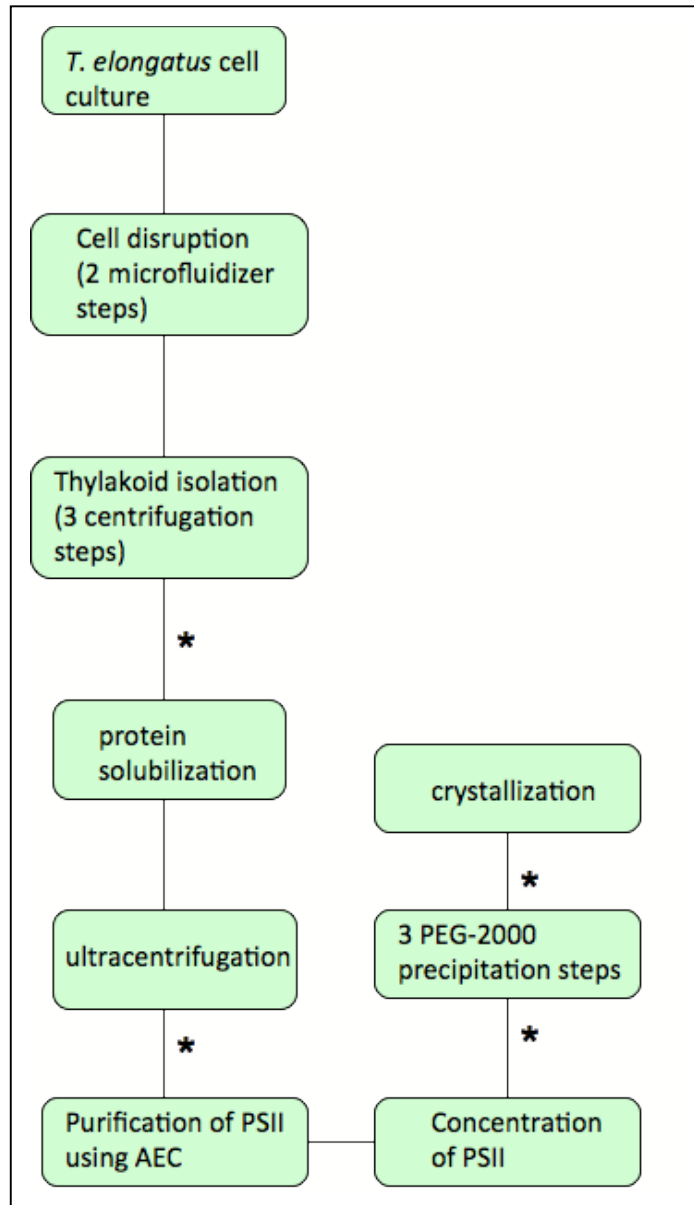 T. elongatus cell
culture
Cell disruption
(2 microfluidizer
steps)
Thylakoid isolation
(3 centrifugation
steps)
*
protein
solubilization
ultracentrifugation
*
Purification of PSII
using AEC
Concentration
of PSII
*
3 PEG-2000
precipitation steps
*
crystallization